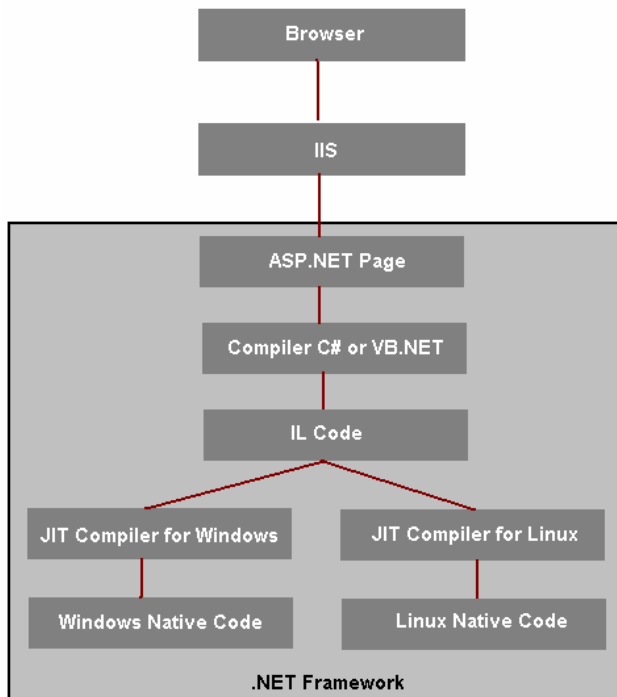 Browser
IIS
ASP.NET Page
Compiler C# or VB.NET
IL Code
JIT Compiler for Windows
JIT Compiler for Linux
Windows Native Code
Linux Native Code
.NET Framework